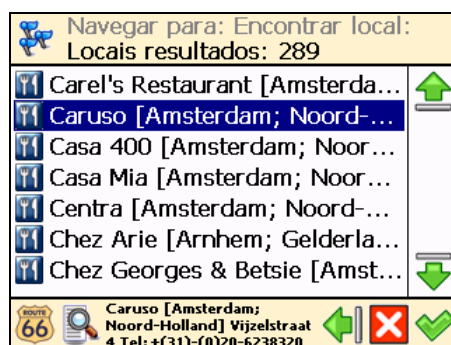 Navegar para: Encontrar local:
Locais resultados: 289
Carel's Restaurant [Amsterda...
Caruso [Amsterdam; Noord-...
Casa 400 [Amsterdam; Noor...
Casa Mia [Amsterdam; Noor...
Centra [Amsterdam; Noord-...
Chez Arie [Arnhem; Gelderla...
Chez Georges & Betsie [Amst...
ROUTE
66
Caruso [Amsterdam;
Noord-Holland] Vijzelstraat
4 Tel: +(31)-(0)20-6238320